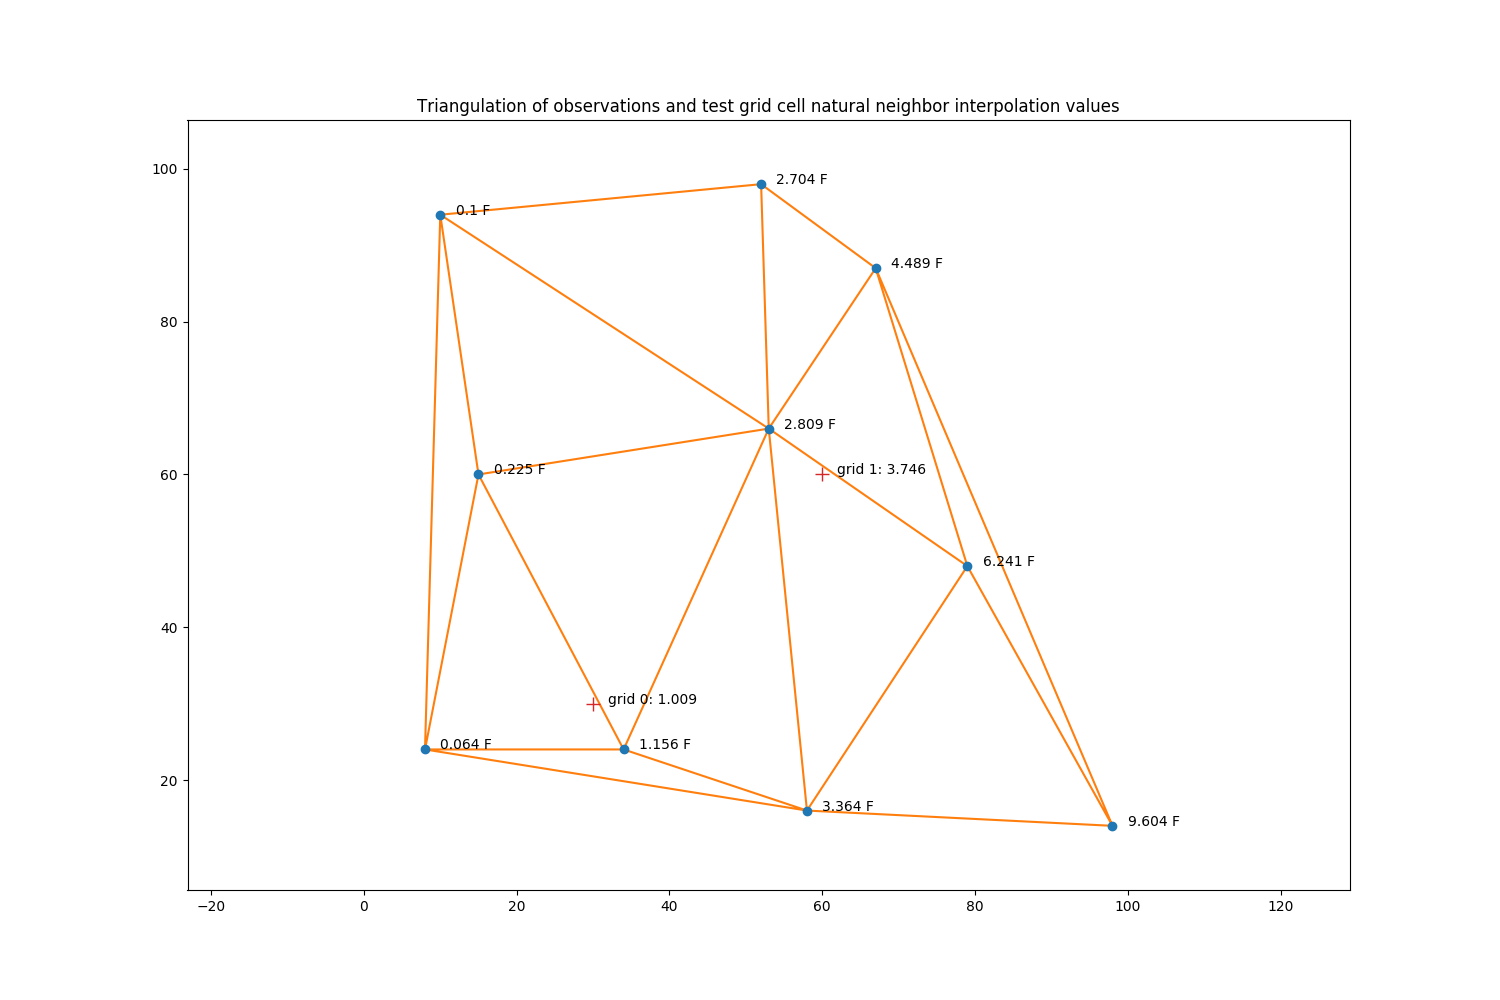 Triangulation of observations and test grid cell natural neighbor interpolation values
100
80
60
40
20
2.704 F
0.1 F
4.489 F
2.809 F
0.225 F
grid 1: 3.746
6.241 F
grid 0: 1.009
0.064 F
1.156 F
3.364 F
9.604 F
−20
0
20
40
60
80
100
120